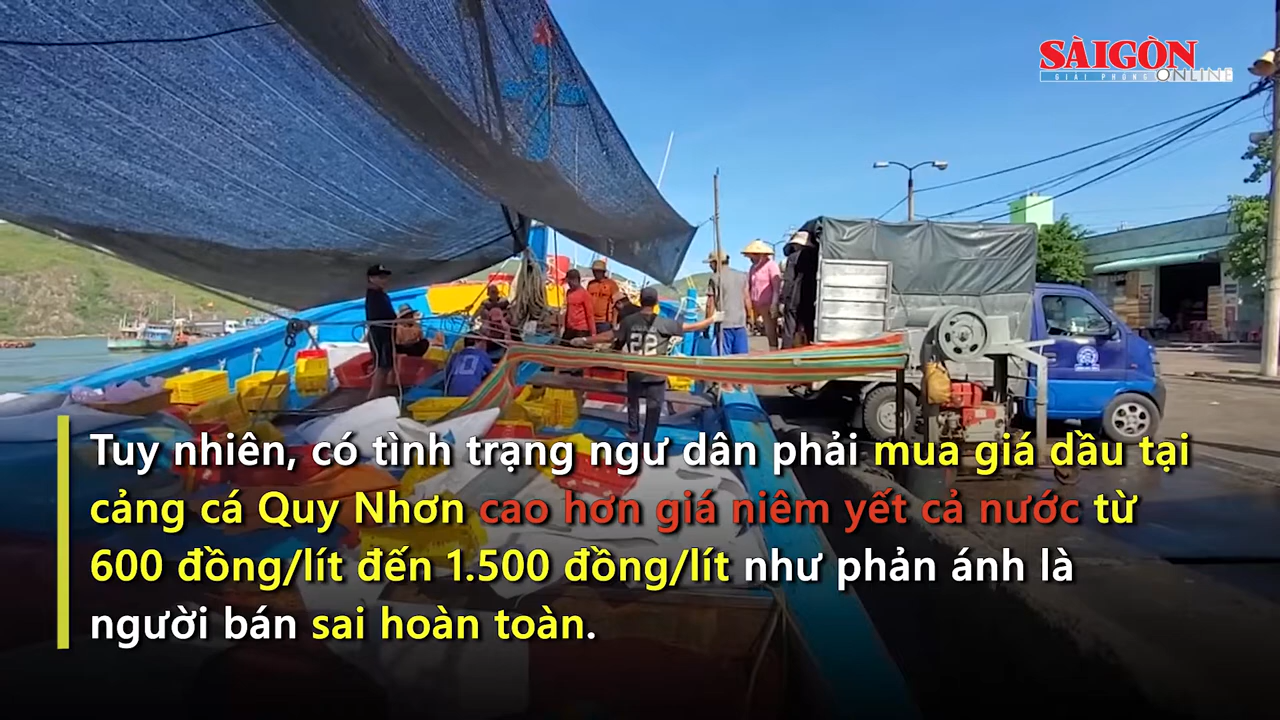 SÀIGÒN
GIẢI PHÓNG ONLINE
22
Tuy nhiên, có tình trạng ngư dân phải mua giá dầu tại
cảng cá Quy Nhơn cao hơn giá niêm yết cả nước từ
600 đồng/lít đến 1.500 đồng/lít như phản ánh là
người bán sai hoàn toàn.